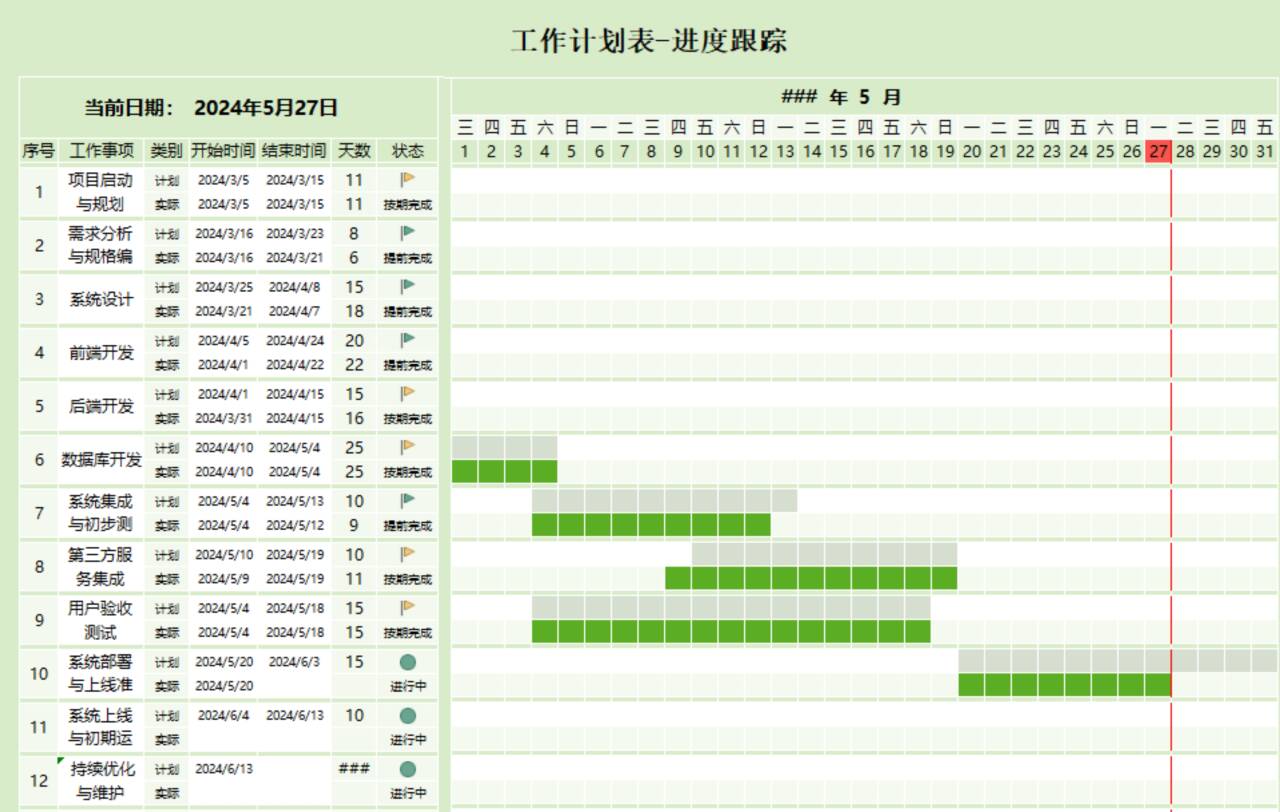 工作计划表-进度跟踪
当前日期： 2024年5月27日
### 年 5 月
三 四 五 六 日 一 二 三 四 五 六 日 一 二 三 四 五 六 日 一 二 三 四 五 六 日 一 二 三 四 五
序号 工作事项 类别 开始时间 结束时间 天数 状态 1 2 3 4 5 6 7 8 9 10 11 12 13 14 15 16 17 18 19 20 21 22 23 24 25 26 27 28 29 30 31
1 项目启动 计划 2024/3/5 2024/3/15 11
与规划 实际 2024/3/5 2024/3/15 11 按期完成
2 需求分析 计划 2024/3/16 2024/3/23 8
与规格编 实际 2024/3/16 2024/3/21 6 提前完成
3 系统设计 计划 2024/3/25 2024/4/8 15
实际 2024/3/21 2024/4/7 18 提前完成
4 前端开发 计划 2024/4/5 2024/4/24 20
实际 2024/4/1 2024/4/22 22 提前完成
5 后端开发 计划 2024/4/1 2024/4/15 15
实际 2024/3/31 2024/4/15 16 按期完成
6 数据库开发 计划 2024/4/10 2024/5/4 25
实际 2024/4/10 2024/5/4 25 按期完成
7 系统集成 计划 2024/5/4 2024/5/13 10
与初步测 实际 2024/5/4 2024/5/12 9 提前完成
8 第三方服 计划 2024/5/10 2024/5/19 10
务集成 实际 2024/5/9 2024/5/19 11 按期完成
9 用户验收 计划 2024/5/4 2024/5/18 15
测试 实际 2024/5/4 2024/5/18 15 按期完成
10 系统部署 计划 2024/5/20 2024/6/3 15
与上线准 实际 2024/5/20 进行中
11 系统上线 计划 2024/6/4 2024/6/13 10
与初期运 实际 进行中
12 持续优化 计划 2024/6/13 ###
与维护 实际 进行中